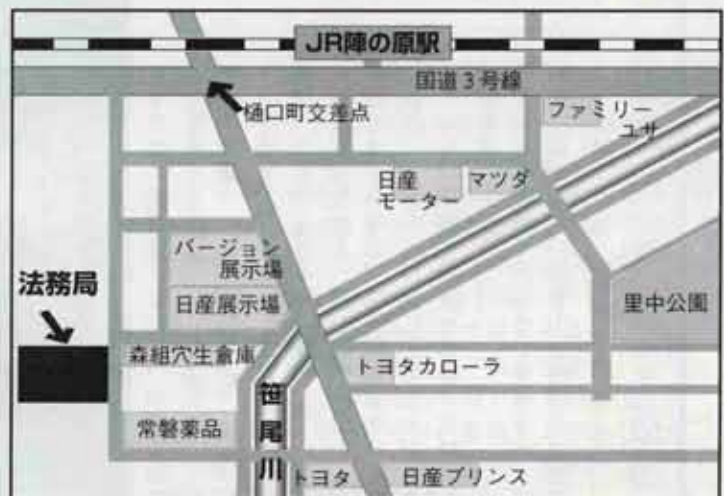 JR陣の原駅
国道3号線
樋口町交差点
ファミリー
ユサ
日産
モーター
マツダ
バージョン
展示場
日産展示場
法務局
里中公園
森組穴生倉庫
トヨタカローラ
常盤薬品
笹尾川
トヨタ
日産プリンス